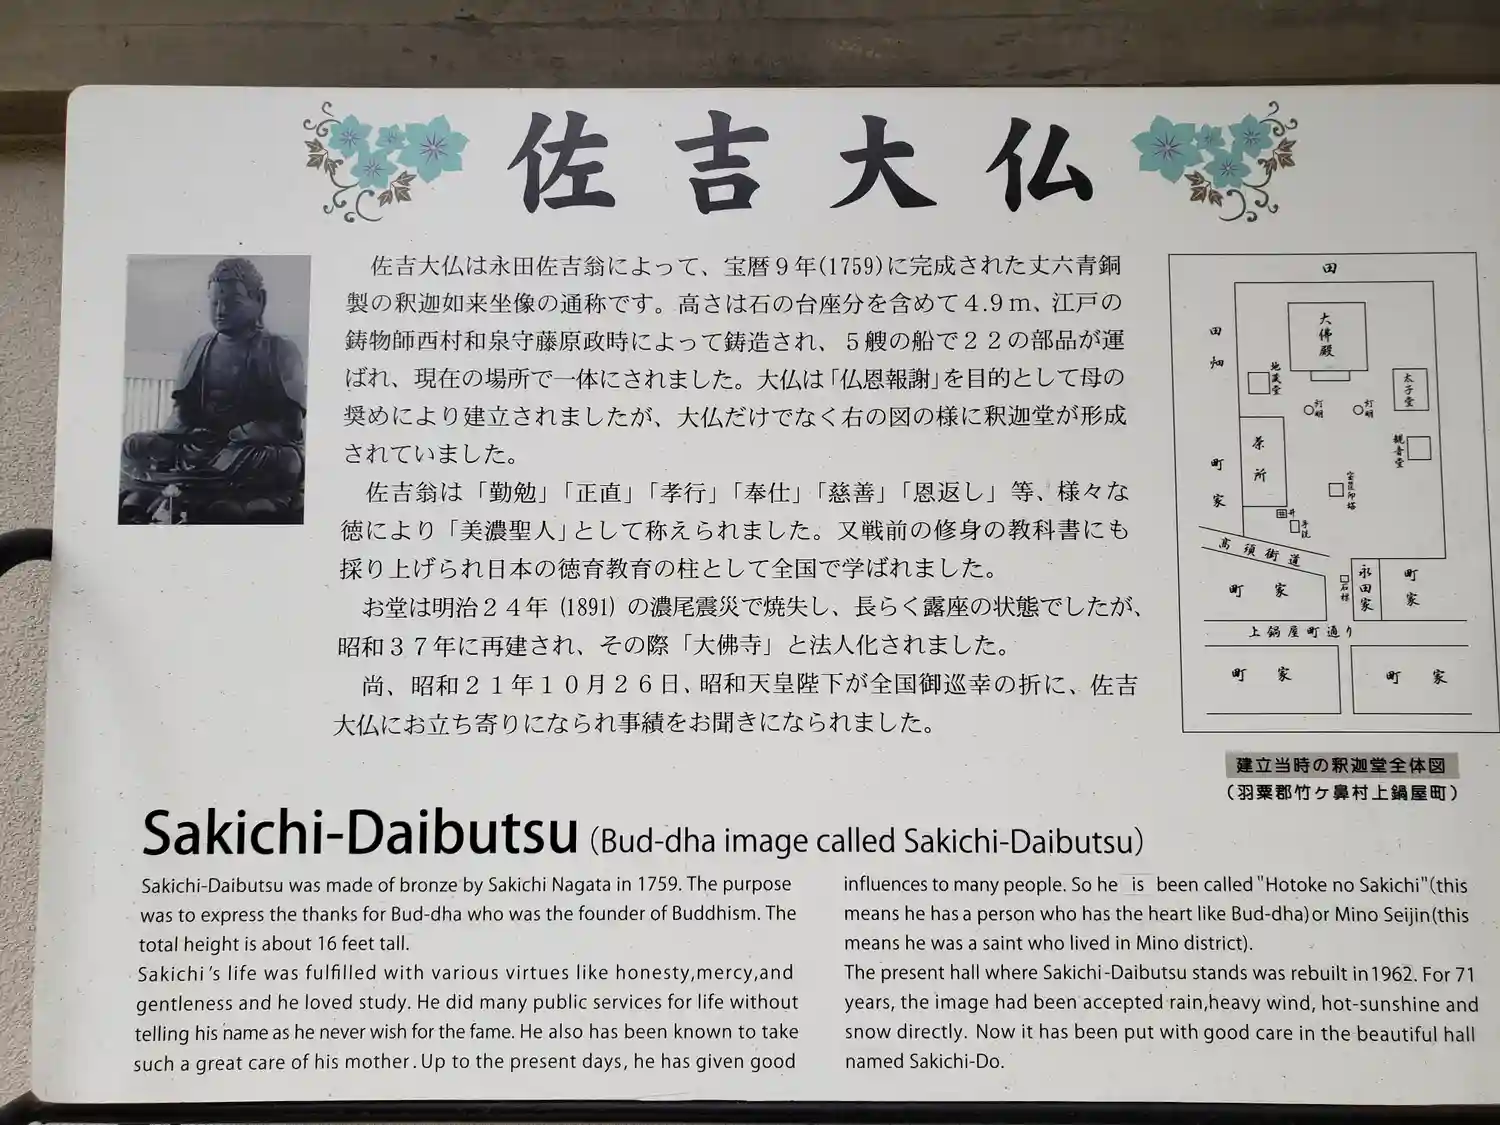 佐吉大仏
佐吉大仏は永田佐吉翁によって、宝暦９年(1759)に完成された丈六青銅
製の釈迦如来坐像の通称です。高さは石の台座分を含めて４.９ｍ、江戸の
鋳物師西村和泉守藤原政時によって鋳造され、５艘の船で２２の部品が運
ばれ、現在の場所で一体にされました。大仏は「仏恩報謝」を目的として母の
奨めにより建立されましたが、大仏だけでなく右の図の様に釈迦堂が形成
されていました。
佐吉翁は「勤勉」「正直」「孝行」「奉仕」「慈善」「恩返し」等、様々な
徳により「美濃聖人」として称えられました。又戦前の修身の教科書にも
採り上げられ日本の徳育教育の柱として全国で学ばれました。
お堂は明治２４年 (1891) の濃尾震災で焼失し、長らく露座の状態でしたが、
昭和３７年に再建され、その際「大佛寺」と法人化されました。
尚、昭和２１年１０月２６日、昭和天皇陛下が全国御巡幸の折に、佐吉
大仏にお立ち寄りになられ事績をお聞きになられました。
田
田畑
大佛殿
地蔵堂
太子堂
灯明
灯明
茶所
観音堂
宝篋印塔
町家
井
手洗
高須街道
町家
石標
永田家
町家
上鍋屋町通り
町家
町家
建立当時の釈迦堂全体図
（羽粟郡竹ヶ鼻村上鍋屋町）
Sakichi-Daibutsu (Bud-dha image called Sakichi-Daibutsu)
Sakichi-Daibutsu was made of bronze by Sakichi Nagata in 1759. The purpose
was to express the thanks for Bud-dha who was the founder of Buddhism. The
total height is about 16 feet tall.
Sakichi's life was fulfilled with various virtues like honesty,mercy,and
gentleness and he loved study. He did many public services for life without
telling his name as he never wish for the fame. He also has been known to take
such a great care of his mother. Up to the present days, he has given good
influences to many people. So he is been called "Hotoke no Sakichi"(this
means he has a person who has the heart like Bud-dha)or Mino Seijin(this
means he was a saint who lived in Mino district).
The present hall where Sakichi-Daibutsu stands was rebuilt in1962. For 71
years, the image had been accepted rain,heavy wind, hot-sunshine and
snow directly. Now it has been put with good care in the beautiful hall
named Sakichi-Do.